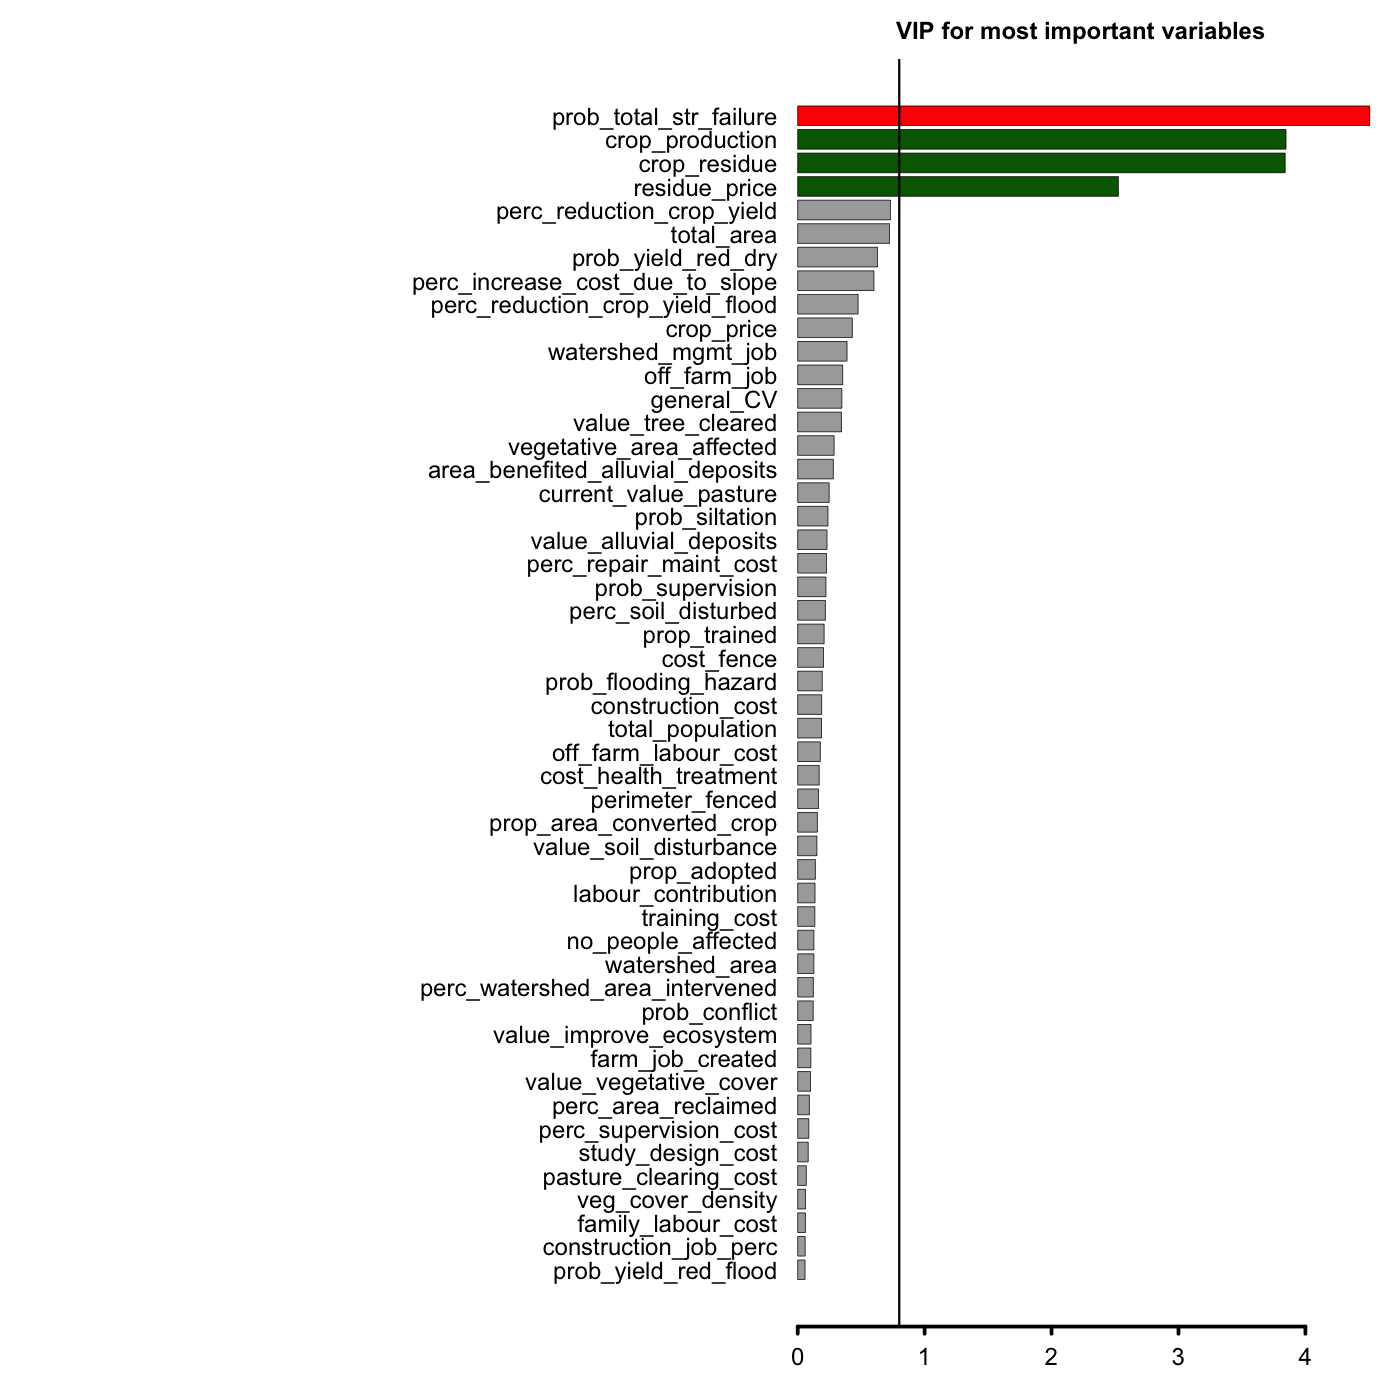 VIP for most important variables
prob_total_str_failure
crop_production
crop_residue
residue_price
perc_reduction_crop_yield
total_area
prob_yield_red_dry
perc_increase_cost_due_to_slope
perc_reduction_crop_yield_flood
crop_price
watershed_mgmt_job
off_farm_job
general_CV
value_tree_cleared
vegetative_area_affected
area_benefited_alluvial_deposits
current_value_pasture
prob_siltation
value_alluvial_deposits
perc_repair_maint_cost
prob_supervision
perc_soil_disturbed
prop_trained
cost_fence
prob_flooding_hazard
construction_cost
total_population
off_farm_labour_cost
cost_health_treatment
perimeter_fenced
prop_area_converted_crop
value_soil_disturbance
prop_adopted
labour_contribution
training_cost
no_people_affected
watershed_area
perc_watershed_area_intervened
prob_conflict
value_improve_ecosystem
farm_job_created
value_vegetative_cover
perc_area_reclaimed
perc_supervision_cost
study_design_cost
pasture_clearing_cost
veg_cover_density
family_labour_cost
construction_job_perc
prob_yield_red_flood
0 1 2 3 4